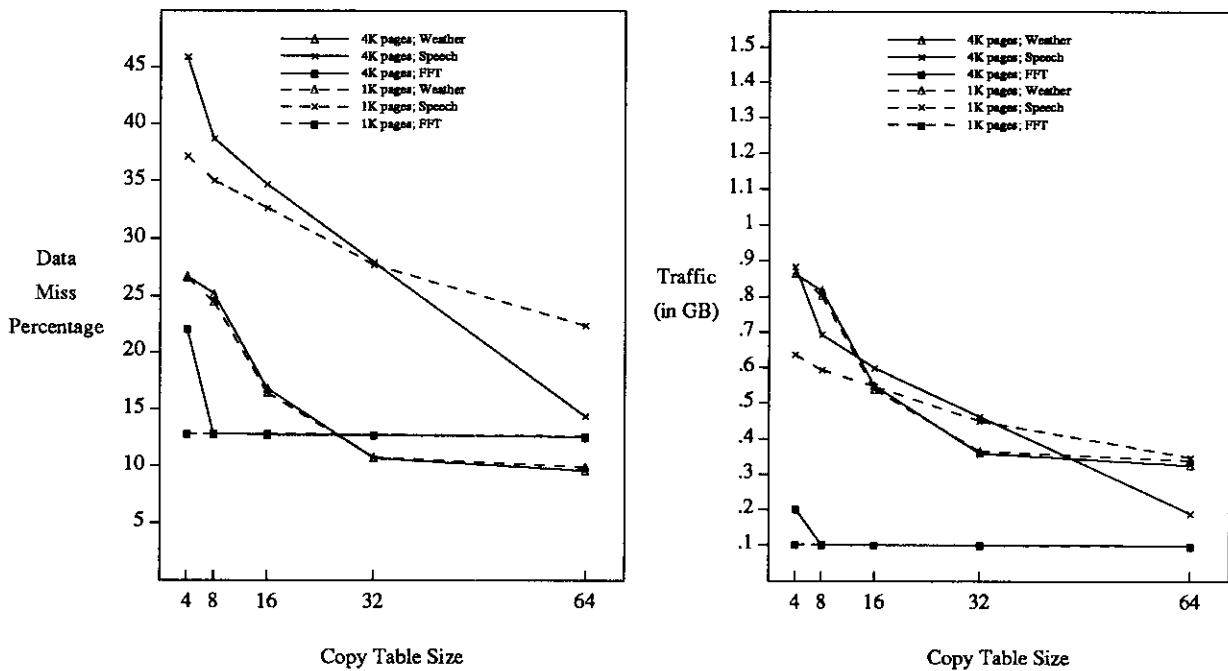 4K pages; Weather
4K pages; Speech
4K pages; FFT
1K pages; Weather
1K pages; Speech
1K pages; FFT
45
40
35
30
25
20
15
10
5
Data
Miss
Percentage
4 8 16 32 64
Copy Table Size
4K pages; Weather
4K pages; Speech
4K pages; FFT
1K pages; Weather
1K pages; Speech
1K pages; FFT
1.5
1.4
1.3
1.2
1.1
1
.9
.8
.7
.6
.5
.4
.3
.2
.1
Traffic
(in GB)
4 8 16 32 64
Copy Table Size